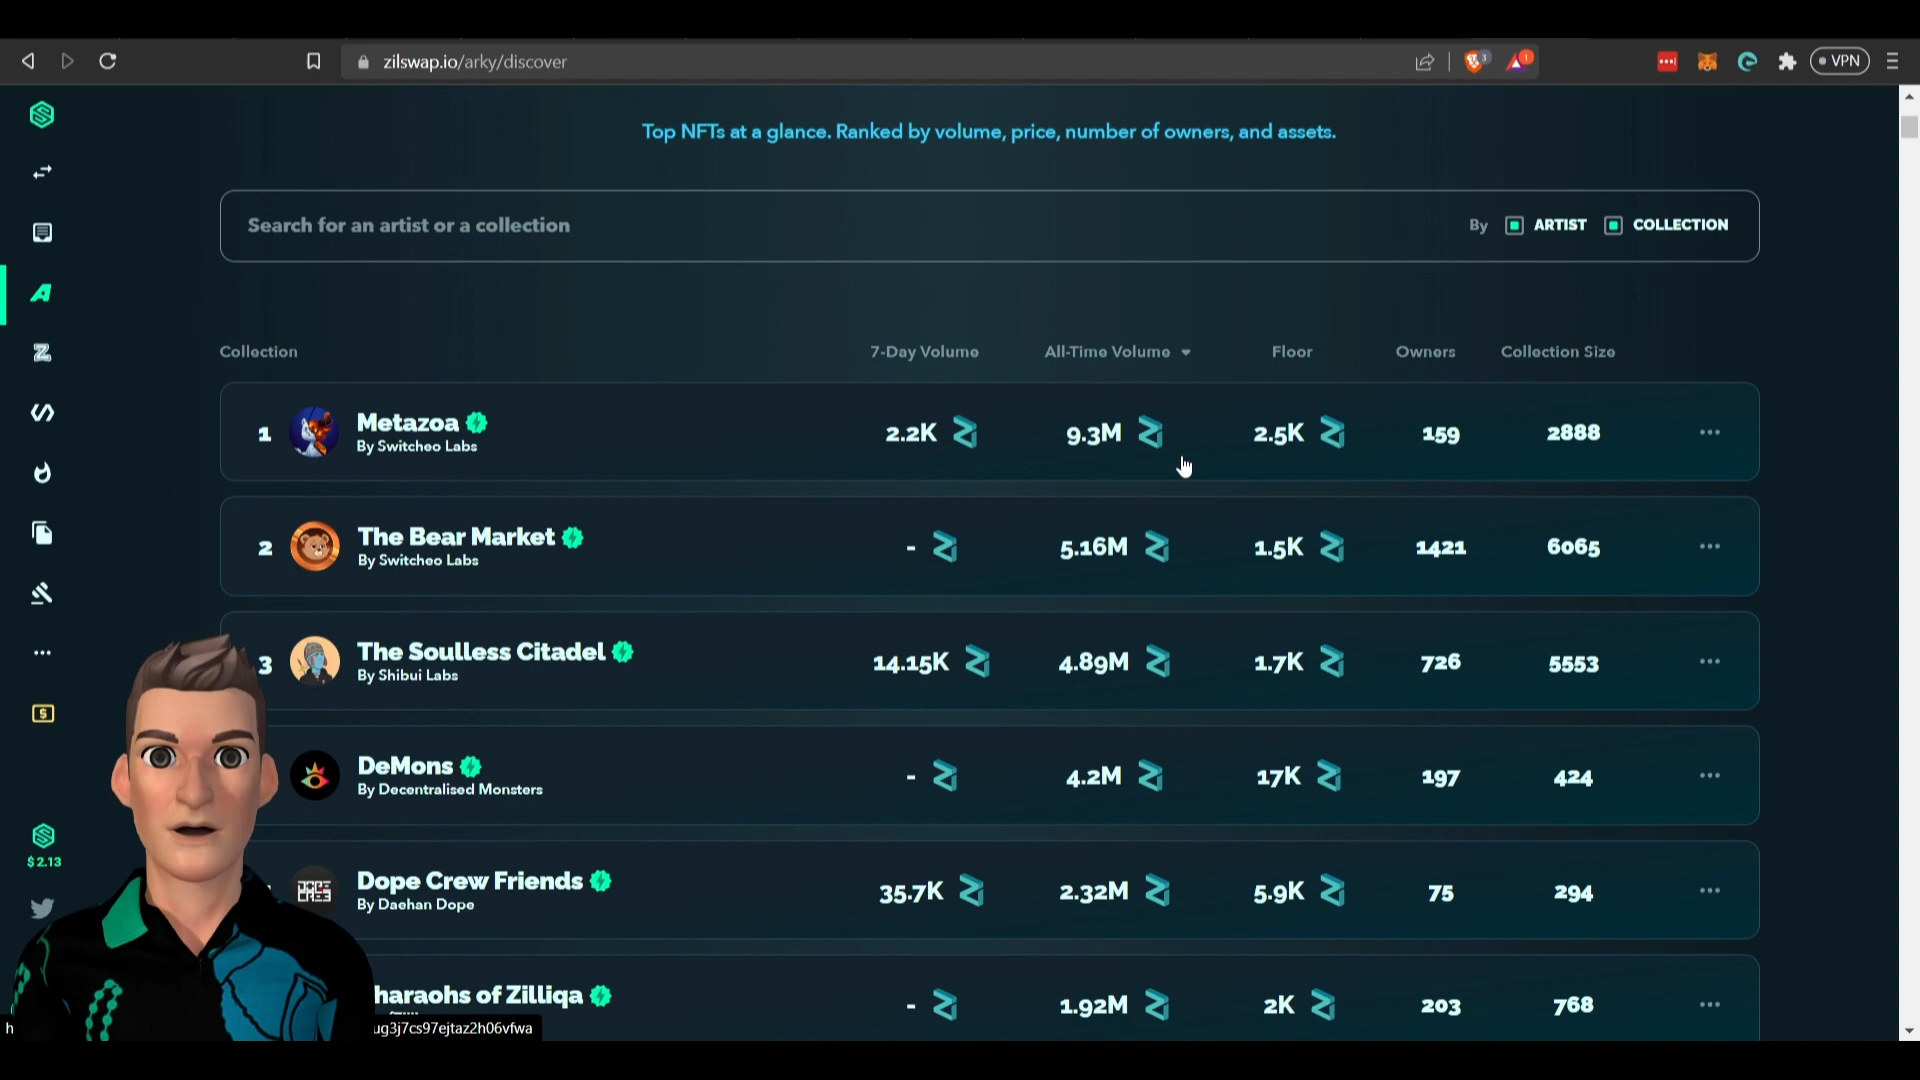 zilswap.io/arky/discover
3
1
VPN
Top NFTs at a glance. Ranked by volume, price, number of owners, and assets.
Search for an artist or a collection
By ARTIST COLLECTION
Collection 7-Day Volume All-Time Volume Floor Owners Collection Size
1 Metazoa 2.2K 9.3M 2.5K 159 2888
By Switcheo Labs
2 The Bear Market - 5.16M 1.5K 1421 6065
By Switcheo Labs
3 The Soulless Citadel 14.15K 4.89M 1.7K 726 5553
By Shibui Labs
DeMons - 4.2M 17K 197 424
By Decentralised Monsters
Dope Crew Friends 35.7K 2.32M 5.9K 75 294
By Daehan Dope
$2.13
haraohs of Zilliqa - 1.92M 2K 203 768
ug3j7cs97ejtaz2h06vfwa